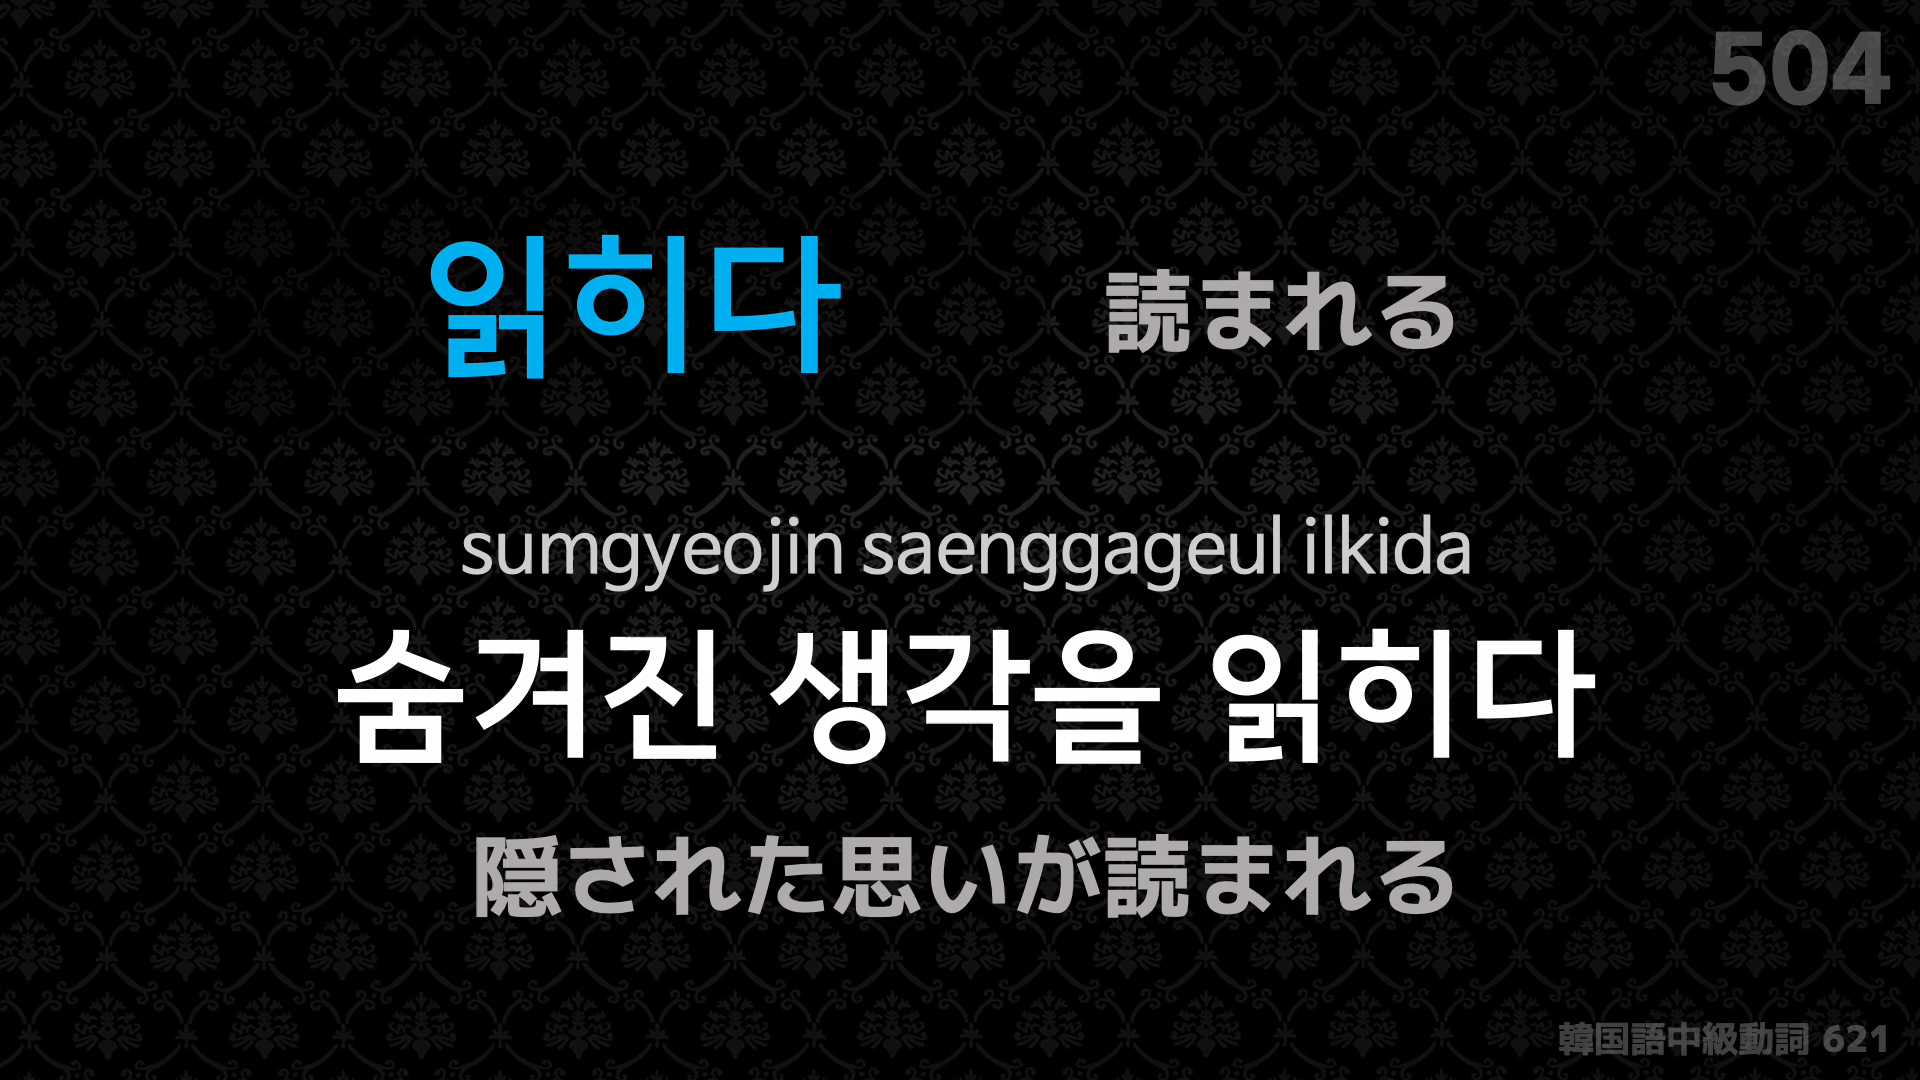 504
읽히다 読まれる
sumgyeojin saenggageul ilkida
숨겨진 생각을 읽히다
隠された思いが読まれる
韓国語中級動詞 621